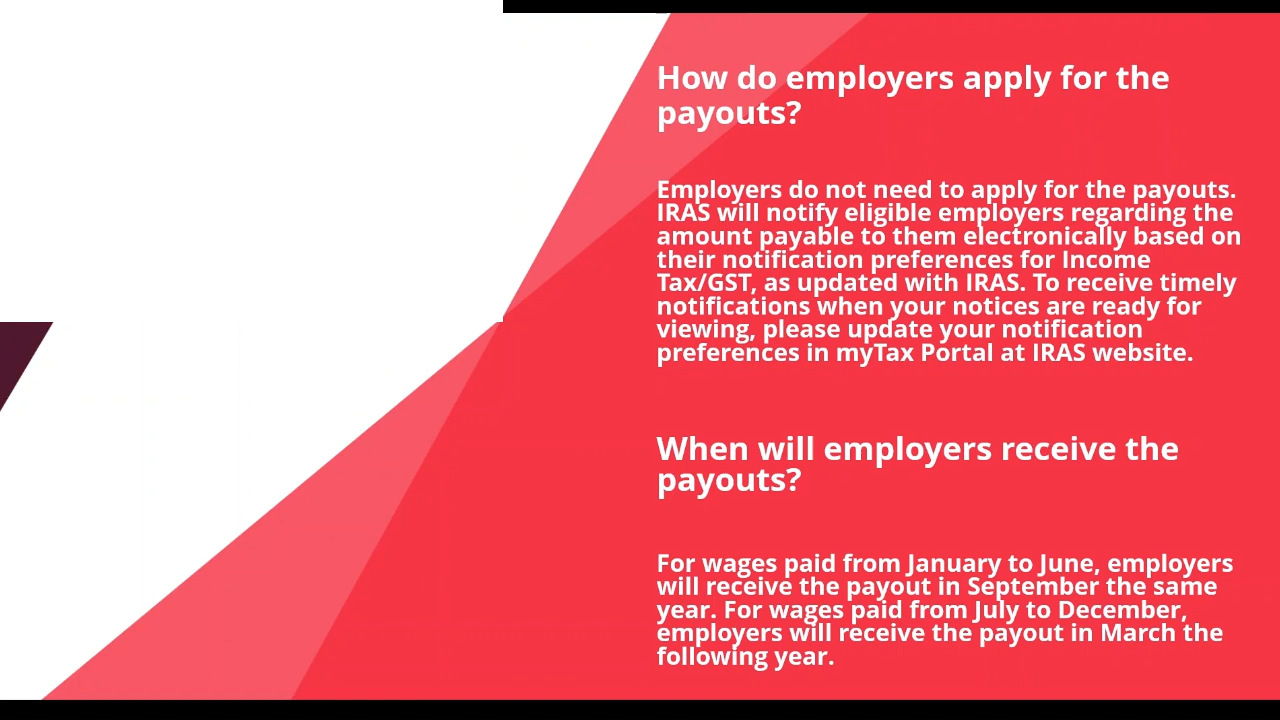 How do employers apply for the
payouts?
Employers do not need to apply for the payouts.
IRAS will notify eligible employers regarding the
amount payable to them electronically based on
their notification preferences for Income
Tax/GST, as updated with IRAS. To receive timely
notifications when your notices are ready for
viewing, please update your notification
preferences in myTax Portal at IRAS website.
When will employers receive the
payouts?
For wages paid from January to June, employers
will receive the payout in September the same
year. For wages paid from July to December,
employers will receive the payout in March the
following year.